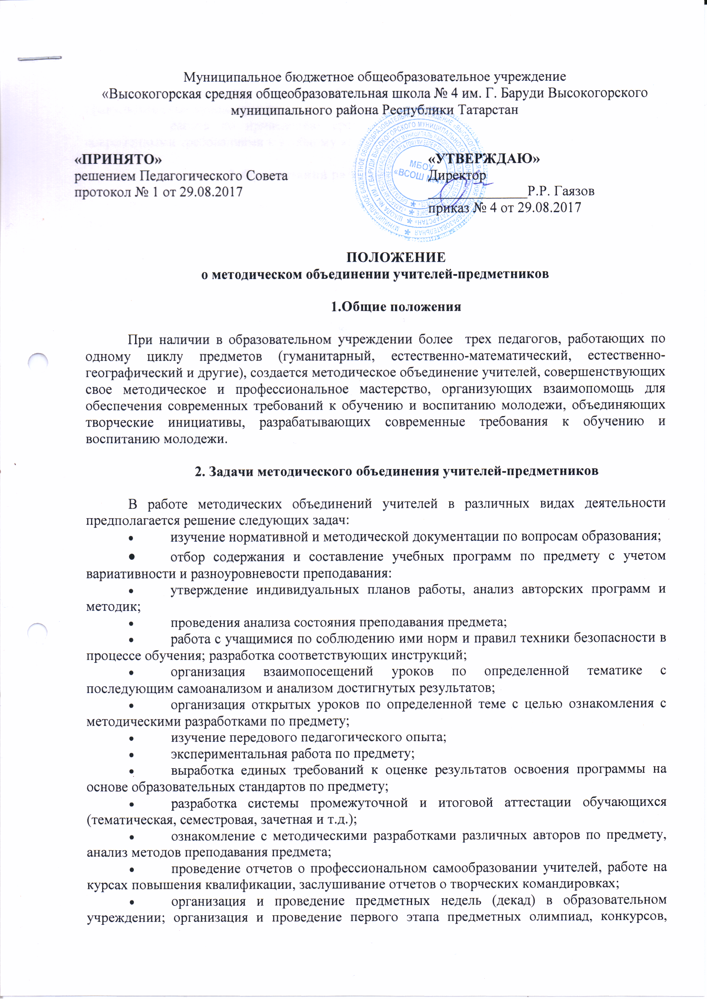 Муниципальное бюджетное общеобразовательное учреждение
«Высокогорская средняя общеобразовательная школа № 4 им. Г. Баруди Высокогорского
муниципального района Республики Татарстан
«ПРИНЯТО»
решением Педагогического Совета
протокол № 1 от 29.08.2017
МБОУ
«ВСОШ №4»
«УТВЕРЖДАЮ»
Директор
______________Р.Р. Гаязов
приказ № 4 от 29.08.2017
ПОЛОЖЕНИЕ
о методическом объединении учителей-предметников
1.Общие положения
При наличии в образовательном учреждении более трех педагогов, работающих по
одному циклу предметов (гуманитарный, естественно-математический, естественно-
географический и другие), создается методическое объединение учителей, совершенствующих
свое методическое и профессиональное мастерство, организующих взаимопомощь для
обеспечения современных требований к обучению и воспитанию молодежи, объединяющих
творческие инициативы, разрабатывающих современные требования к обучению и
воспитанию молодежи.
2. Задачи методического объединения учителей-предметников
В работе методических объединений учителей в различных видах деятельности
предполагается решение следующих задач:
• изучение нормативной и методической документации по вопросам образования;
• отбор содержания и составление учебных программ по предмету с учетом
вариативности и разноуровневости преподавания:
• утверждение индивидуальных планов работы, анализ авторских программ и
методик;
• проведения анализа состояния преподавания предмета;
• работа с учащимися по соблюдению ими норм и правил техники безопасности в
процессе обучения; разработка соответствующих инструкций;
• организация взаимопосещений уроков по определенной тематике с
последующим самоанализом и анализом достигнутых результатов;
• организация открытых уроков по определенной теме с целью ознакомления с
методическими разработками по предмету;
• изучение передового педагогического опыта;
• экспериментальная работа по предмету;
• выработка единых требований к оценке результатов освоения программы на
основе образовательных стандартов по предмету;
• разработка системы промежуточной и итоговой аттестации обучающихся
(тематическая, семестровая, зачетная и т.д.);
• ознакомление с методическими разработками различных авторов по предмету,
анализ методов преподавания предмета;
• проведение отчетов о профессиональном самообразовании учителей, работе на
курсах повышения квалификации, заслушивание отчетов о творческих командировках;
• организация и проведение предметных недель (декад) в образовательном
учреждении; организация и проведение первого этапа предметных олимпиад, конкурсов,